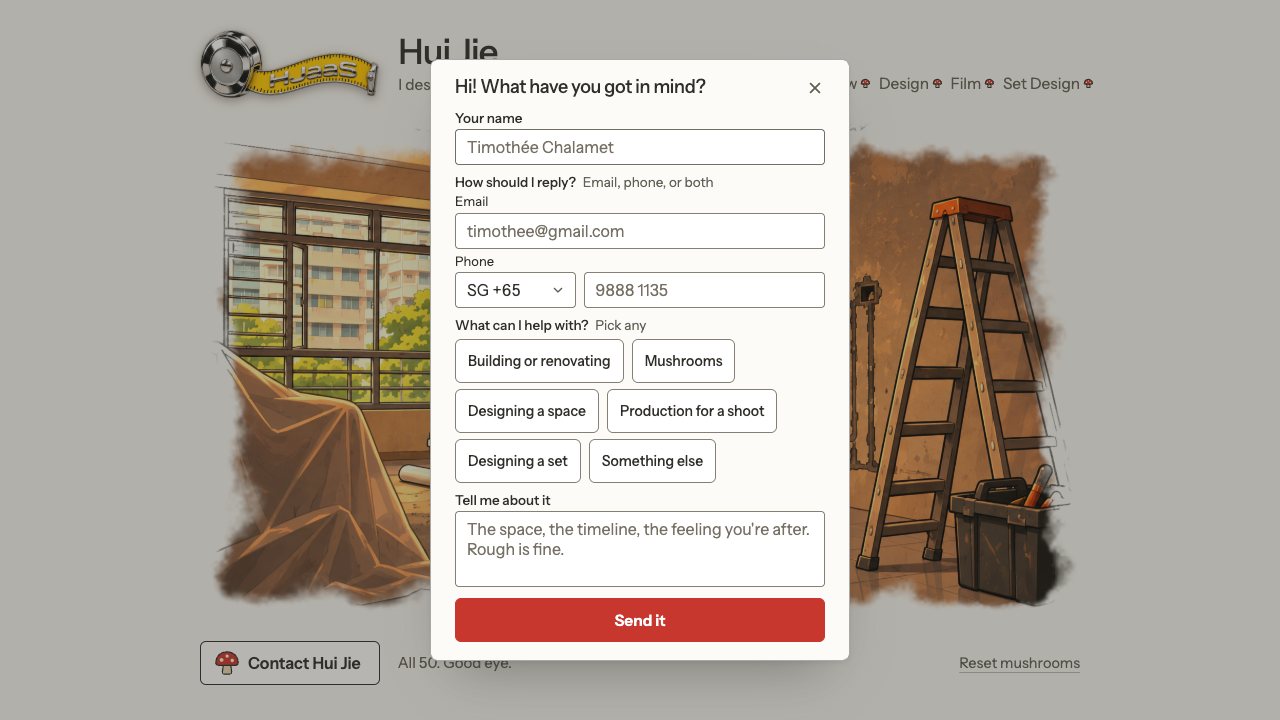 HJaaS
Hui Jie
I des
w Design Film Set Design
Hi! What have you got in mind?
Your name
Timothée Chalamet
How should I reply? Email, phone, or both
Email
timothee@gmail.com
Phone
SG +65 9888 1135
What can I help with? Pick any
Building or renovating Mushrooms
Designing a space Production for a shoot
Designing a set Something else
Tell me about it
The space, the timeline, the feeling you're after.
Rough is fine.
Send it
Contact Hui Jie All 50. Good eye. Reset mushrooms